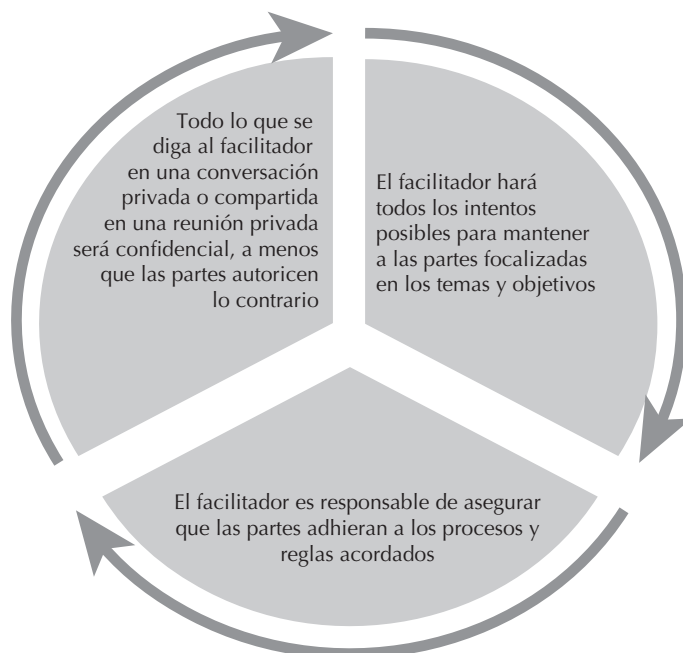 Todo lo que se
diga al facilitador
en una conversación
privada o compartida
en una reunión privada
será confidencial, a menos
que las partes autoricen
lo contrario
El facilitador hará
todos los intentos
posibles para mantener
a las partes focalizadas
en los temas y objetivos
El facilitador es responsable de asegurar
que las partes adhieran a los procesos y
reglas acordados